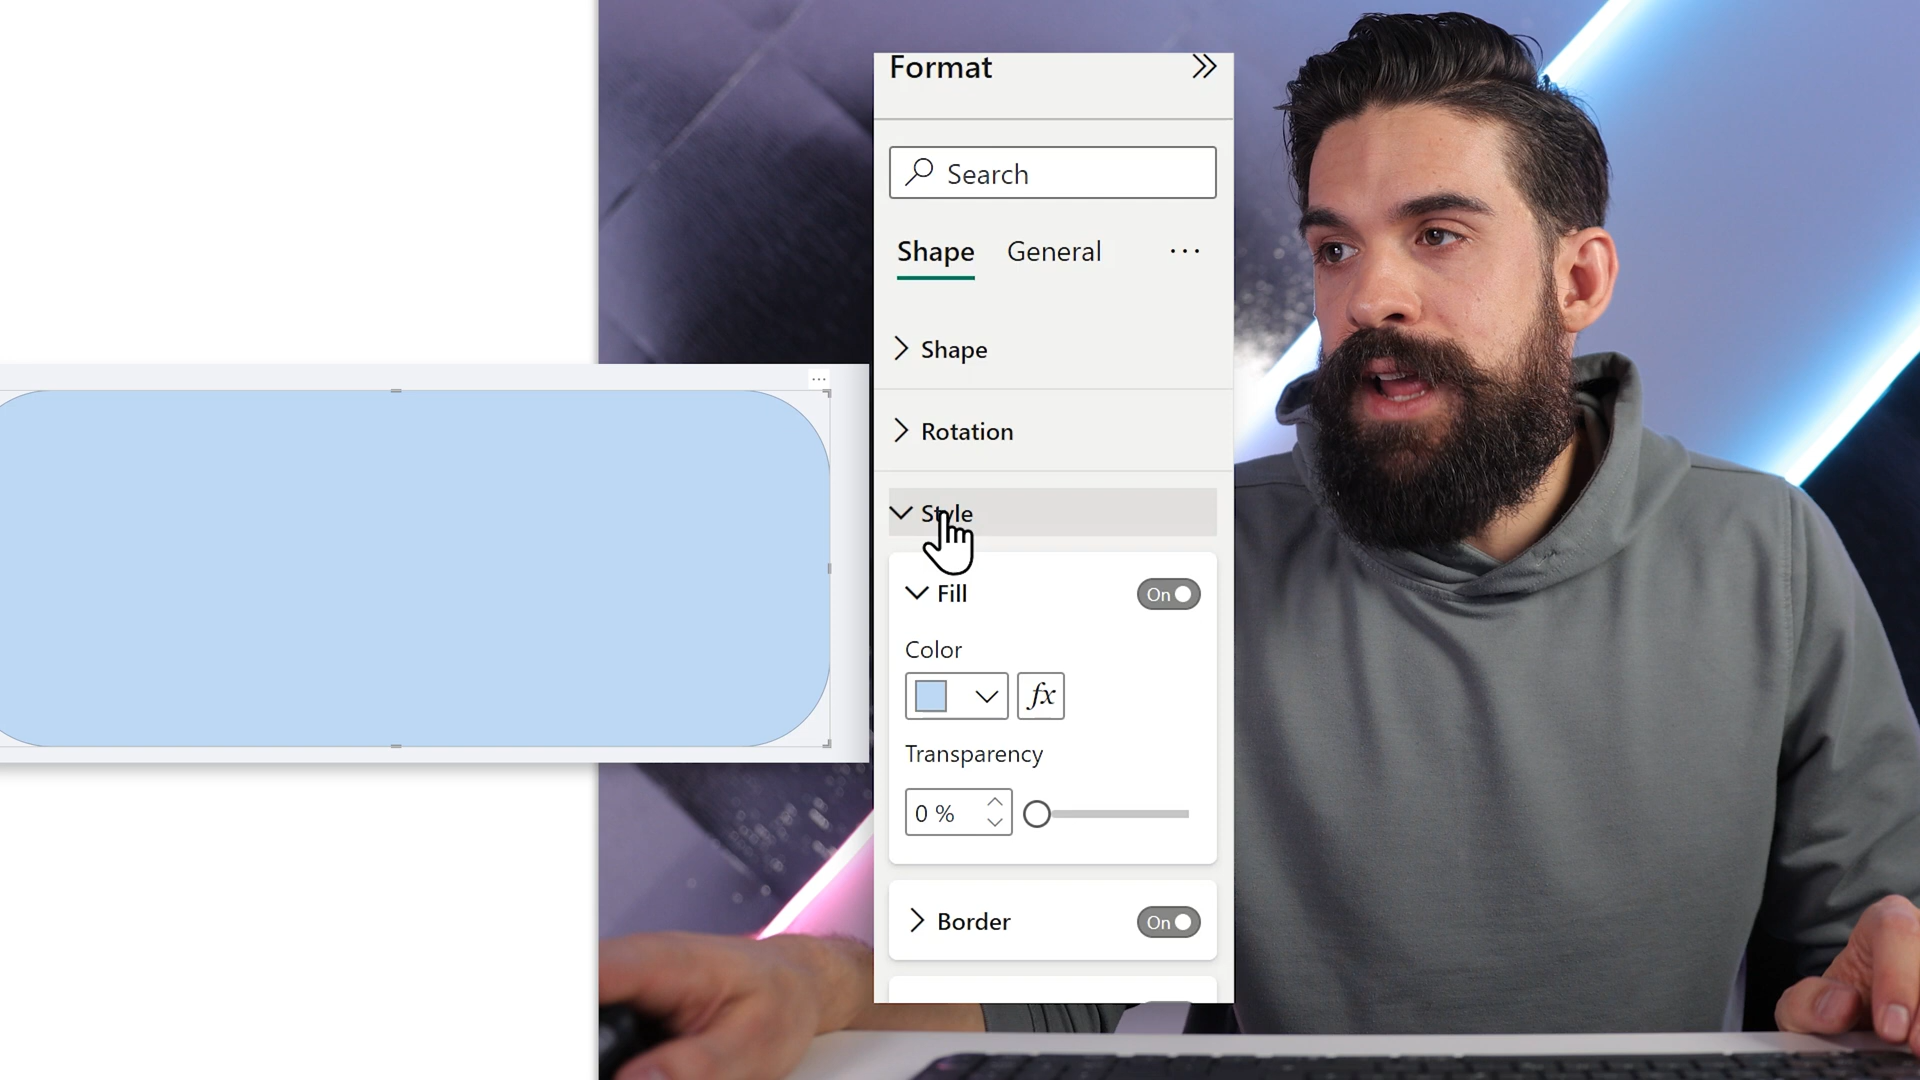 Format
Search
Shape General
Shape
Rotation
Style
Fill On
Color
fx
Transparency
0 %
Border On